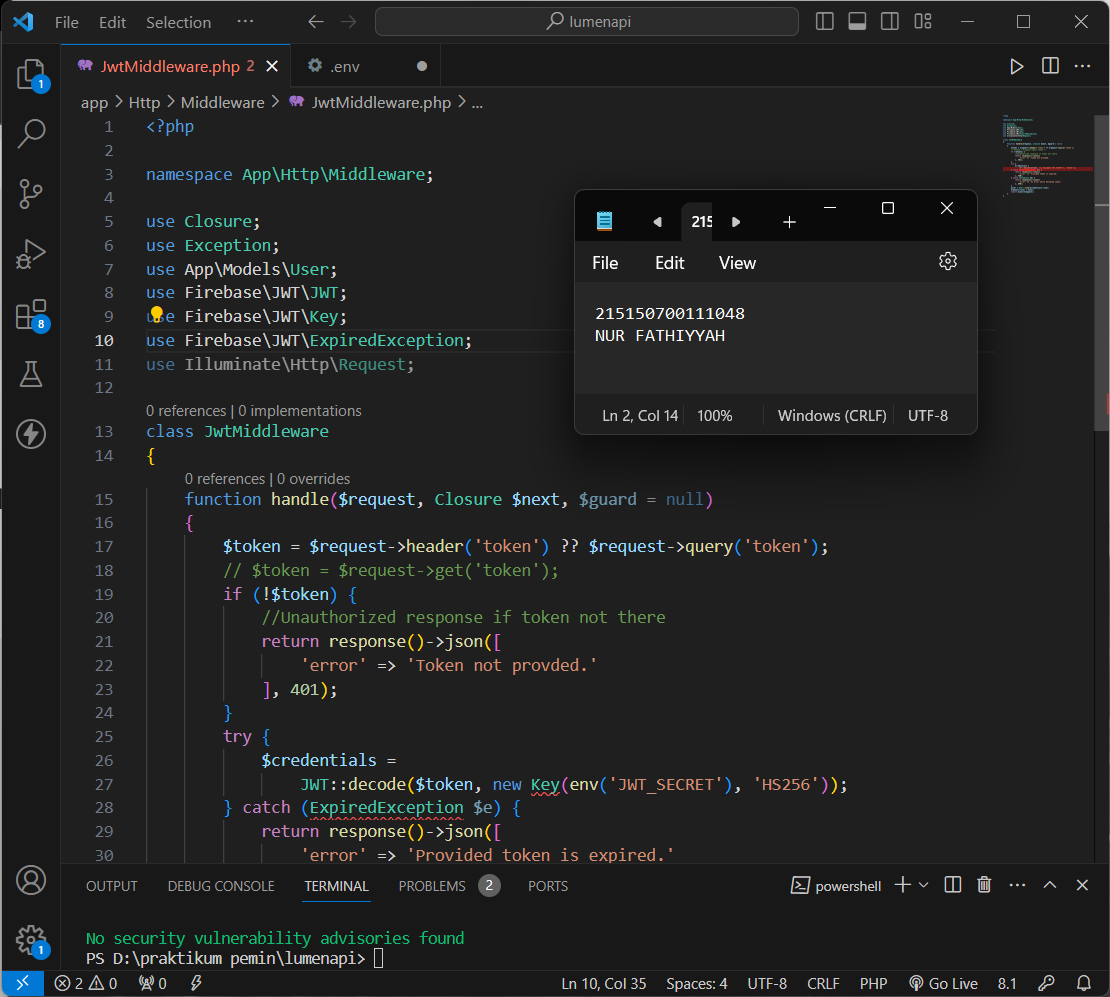 File Edit Selection ··· lumenapi
JwtMiddleware.php 2 .env
app > Http > Middleware > JwtMiddleware.php > ...
1 <?php
2
3 namespace App\Http\Middleware;
4
5 use Closure;
6 use Exception;
7 use App\Models\User;
8 use Firebase\JWT\JWT;
9 use Firebase\JWT\Key;
10 use Firebase\JWT\ExpiredException;
11 use Illuminate\Http\Request;
12
0 references | 0 implementations
13 class JwtMiddleware
14 {
0 references | 0 overrides
15 function handle($request, Closure $next, $guard = null)
16 {
17 $token = $request->header('token') ?? $request->query('token');
18 // $token = $request->get('token');
19 if (!$token) {
20 //Unauthorized response if token not there
21 return response()->json([
22 'error' => 'Token not provded.'
23 ], 401);
24 }
25 try {
26 $credentials =
27 JWT::decode($token, new Key(env('JWT_SECRET'), 'HS256'));
28 } catch (ExpiredException $e) {
29 return response()->json([
30 'error' => 'Provided token is expired.'
215
File Edit View
215150700111048
NUR FATHIYYAH
Ln 2, Col 14 100% Windows (CRLF) UTF-8
1
8
1
OUTPUT DEBUG CONSOLE TERMINAL PROBLEMS 2 PORTS powershell
No security vulnerability advisories found
PS D:\praktikum pemin\lumenapi>
2 0 0 Ln 10, Col 35 Spaces: 4 UTF-8 CRLF PHP Go Live 8.1